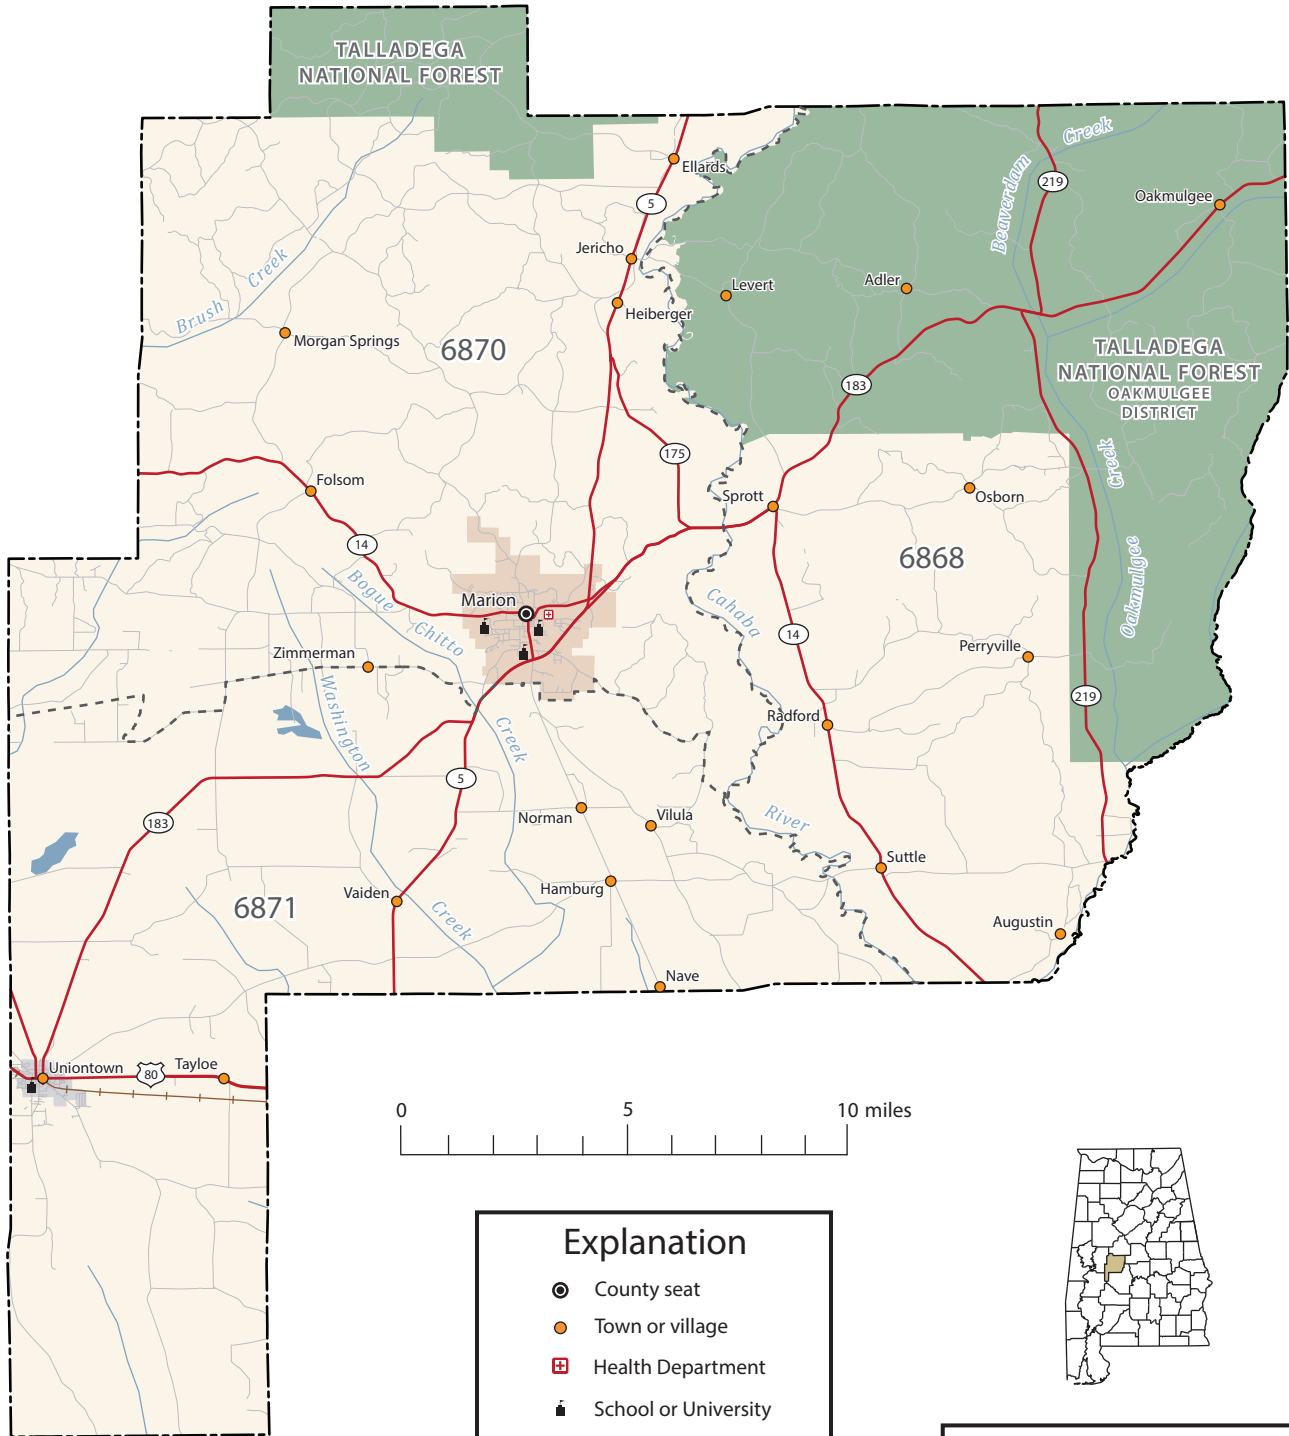 TALLADEGA
NATIONAL FOREST
Creek
Ellards
219
Beaverdam
Oakmulgee
5
Jericho
Brush Creek
Levert
Adler
Heiberger
Morgan Springs
6870
TALLADEGA
NATIONAL FOREST
OAKMULGEE
DISTRICT
183
175
Creek
Folsom
Sprott
Osborn
14
6868
Bogue
Chitto
Creek
Marion
Cahaba
River
Oakmulgee
14
Zimmerman
Perryville
Washington
Creek
219
Radford
5
183
Norman
Vilula
Suttle
Vaiden
Hamburg
6871
Augustin
Nave
Uniontown
80
Tayloe
0
5
10 miles
Explanation
County seat
Town or village
Health Department
School or University